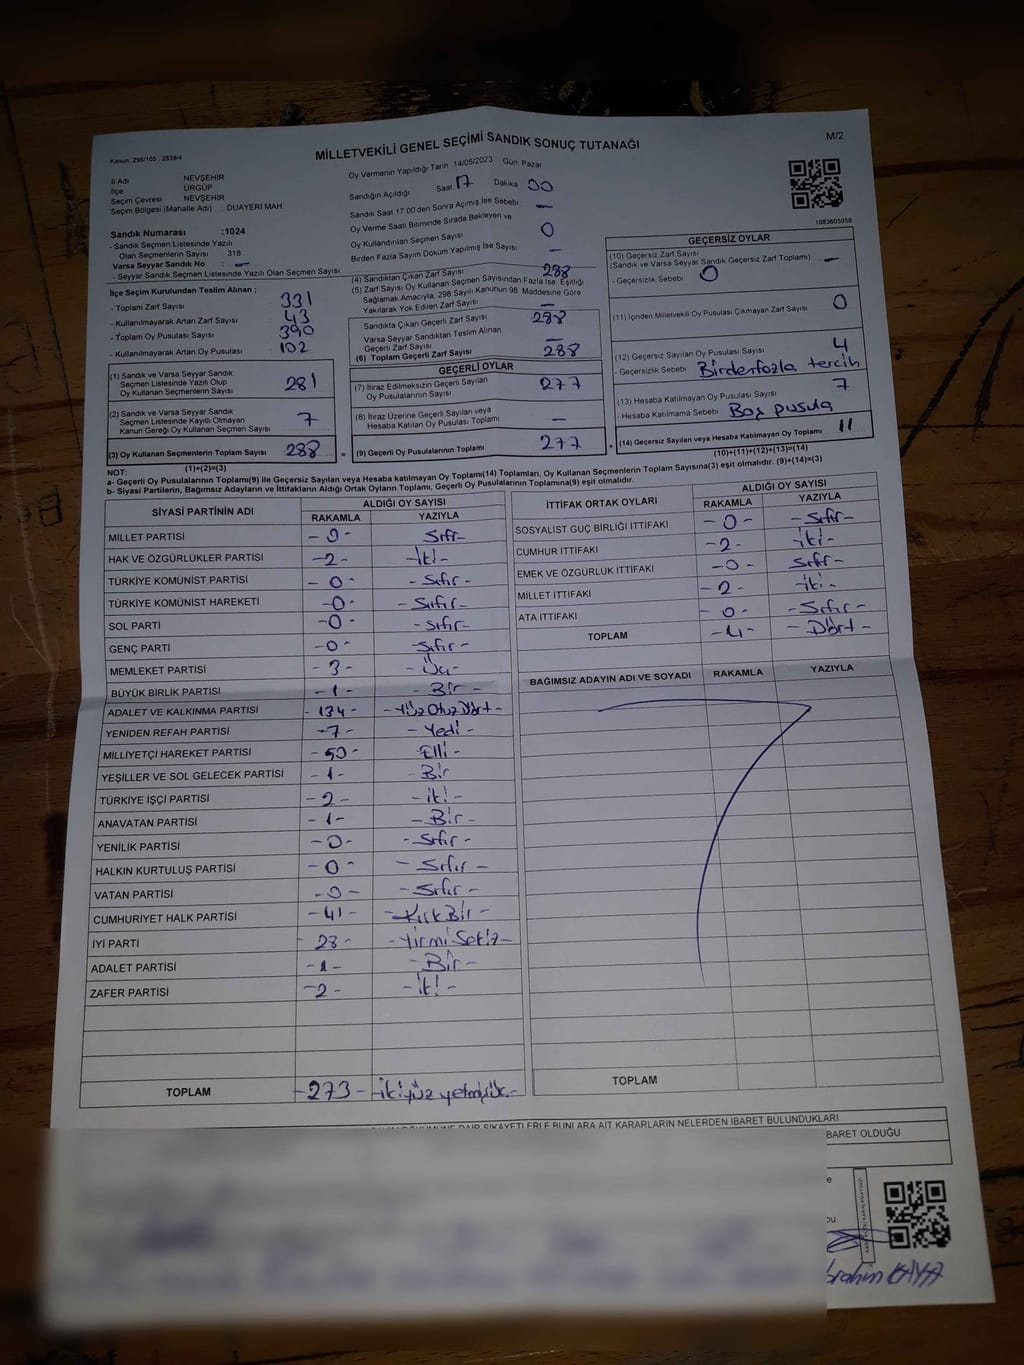 MİLLETVEKİLİ GENEL SEÇİMİ SANDIK SONUÇ TUTANAĞI
M/2
Kanun: 298/105 ; 2839/4
İl Adı NEVŞEHİR
İlçe ÜRGÜP
Seçim Çevresi NEVŞEHİR
Seçim Bölgesi (Mahalle Adı) : DUAYERİ MAH
Sandık Numarası :1024
- Sandık Seçmen Listesinde Yazılı
Olan Seçmenlerin Sayısı 318
Varsa Seyyar Sandık No : —
- Seyyar Sandık Seçmen Listesinde Yazılı Olan Seçmen Sayısı
İlçe Seçim Kurulundan Teslim Alınan ;
- Toplam Zarf Sayısı 331
- Kullanılmayarak Artan Zarf Sayısı 43
- Toplam Oy Pusulası Sayısı 390
- Kullanılmayarak Artan Oy Pusulası 102
(1) Sandık ve Varsa Seyyar Sandık
Seçmen Listesinde Yazılı Olup
Oy Kullanan Seçmenlerin Sayısı 281
(2) Sandık ve Varsa Seyyar Sandık
Seçmen Listesinde Kayıtlı Olmayan
Kanun Gereği Oy Kullanan Seçmen Sayısı 7
(3) Oy Kullanan Seçmenlerin Toplam Sayısı 288
(1)+(2)=(3)
Oy Vermenin Yapıldığı Tarih 14/05/2023 Gün Pazar
Sandığın Açıldığı Saat 17 Dakika 00
Sandık Saat 17.00'den Sonra Açılmış İse Sebebi —
Oy Verme Saati Bitiminde Sırada Bekleyen ve
Oy Kullandırılan Seçmen Sayısı 0
Birden Fazla Sayım Döküm Yapılmış İse Sayısı —
(4) Sandıktan Çıkan Zarf Sayısı 288
(5) Zarf Sayısı Oy Kullanan Seçmen Sayısından Fazla İse, Eşitliği
Sağlamak Amacıyla, 298 Sayılı Kanunun 98. Maddesine Göre
Yakılarak Yok Edilen Zarf Sayısı —
Sandıkta Çıkan Geçerli Zarf Sayısı 288
Varsa Seyyar Sandıktan Teslim Alınan
Geçerli Zarf Sayısı —
(6) Toplam Geçerli Zarf Sayısı 288
GEÇERLİ OYLAR
(7) İtiraz Edilmeksizin Geçerli Sayılan
Oy Pusulalarının Sayısı 277
(8) İtiraz Üzerine Geçerli Sayılan veya
Hesaba Katılan Oy Pusulası Toplamı —
= (9) Geçerli Oy Pusulalarının Toplamı 277
1083605058
GEÇERSİZ OYLAR
(10) Geçersiz Zarf Sayısı
(Sandık ve Varsa Seyyar Sandık Geçersiz Zarf Toplamı) —
- Geçersizlik Sebebi 0
(11) İçinden Milletvekili Oy Pusulası Çıkmayan Zarf Sayısı 0
(12) Geçersiz Sayılan Oy Pusulası Sayısı 4
- Geçersizlik Sebebi Birden fazla tercih
(13) Hesaba Katılmayan Oy Pusulası Sayısı 7
- Hesaba Katılmama Sebebi Boş pusula
+ (14) Geçersiz Sayılan veya Hesaba Katılmayan Oy Toplamı 11
(10)+(11)+(12)+(13)=(14)
NOT:
a- Geçerli Oy Pusulalarının Toplamı(9) ile Geçersiz Sayılan veya Hesaba katılmayan Oy Toplamı(14) Toplamları, Oy Kullanan Seçmenlerin Toplam Sayısına(3) eşit olmalıdır. (9)+(14)=(3)
b- Siyasi Partilerin, Bağımsız Adayların ve İttifakların Aldığı Ortak Oyların Toplamı, Geçerli Oy Pusulalarının Toplamına(9) eşit olmalıdır.
SİYASİ PARTİNİN ADI ALDIĞI OY SAYISI
RAKAMLA YAZIYLA
MİLLET PARTİSİ -0- Sıfır-
HAK VE ÖZGÜRLÜKLER PARTİSİ -2- -iki-
TÜRKİYE KOMÜNİST PARTİSİ -0- -Sıfır-
TÜRKİYE KOMÜNİST HAREKETİ -0- -Sıfır-
SOL PARTİ -0- -Sıfır-
GENÇ PARTİ -0- -Sıfır-
MEMLEKET PARTİSİ -3- -Üç-
BÜYÜK BİRLİK PARTİSİ -1- -Bir-
ADALET VE KALKINMA PARTİSİ -134- -Yüz Otuz Dört-
YENİDEN REFAH PARTİSİ -7- -Yedi-
MİLLİYETÇİ HAREKET PARTİSİ -50- -Elli-
YEŞİLLER VE SOL GELECEK PARTİSİ -1- -Bir
TÜRKİYE İŞÇİ PARTİSİ -2- -iki-
ANAVATAN PARTİSİ -1- -Bir-
YENİLİK PARTİSİ -0- -Sıfır-
HALKIN KURTULUŞ PARTİSİ -0- -Sıfır-
VATAN PARTİSİ -0- -Sıfır-
CUMHURİYET HALK PARTİSİ -41- -Kırk Bir-
İYİ PARTİ -28- -Yirmi Sekiz-
ADALET PARTİSİ -1- -Bir-
ZAFER PARTİSİ -2- -iki-
TOPLAM -273- -ikiyüz yetmişüç-
İTTİFAK ORTAK OYLARI ALDIĞI OY SAYISI
RAKAMLA YAZIYLA
SOSYALİST GÜÇ BİRLİĞİ İTTİFAKI -0- -Sıfır-
CUMHUR İTTİFAKI -2- -iki-
EMEK VE ÖZGÜRLÜK İTTİFAKI -0- Sıfır-
MİLLET İTTİFAKI -2- -iki-
ATA İTTİFAKI -0- -Sıfır-
TOPLAM -4- -Dört-
BAĞIMSIZ ADAYIN ADI VE SOYADI RAKAMLA YAZIYLA
TOPLAM
ŞİKAYETLERLE BUNLARA AİT KARARLARIN NELERDEN İBARET BULUNDUKLARI
BARET OLDUĞU
İbrahim KAYA